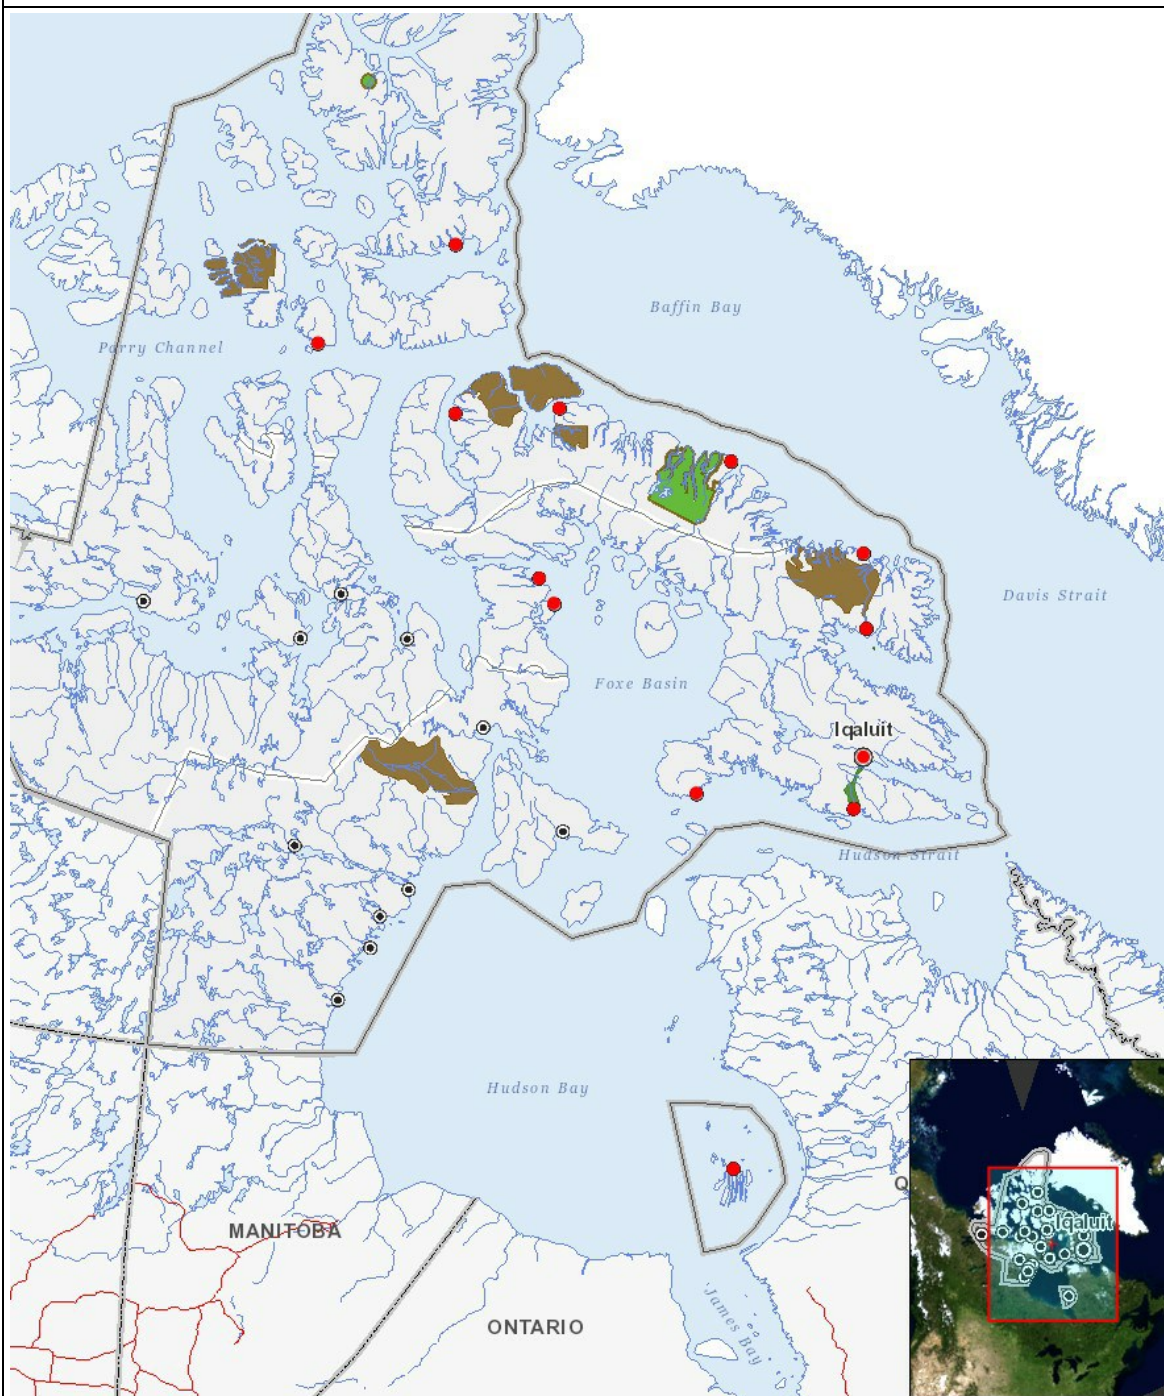 Baffin Bay
Parry Channel
Davis Strait
Foxe Basin
Iqaluit
Hudson Strait
Hudson Bay
Q
Iqaluit
MANITOBA
ONTARIO
James Bay